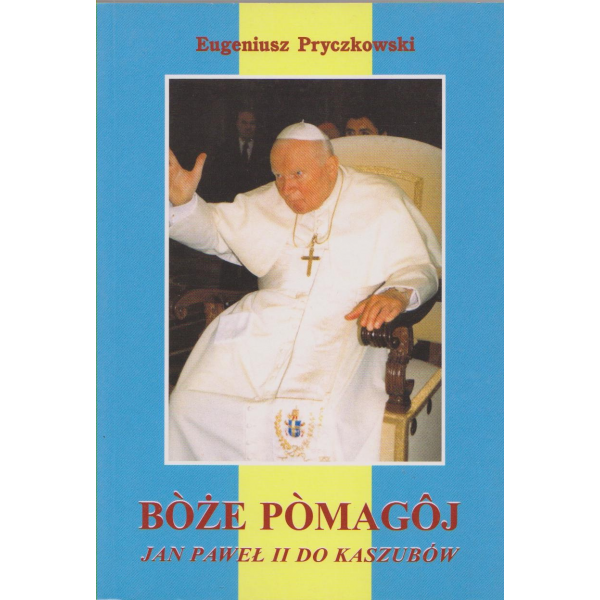 Eugeniusz Pryczkowski
BÒŻE PÒMAGÔJ
JAN PAWEŁ II DO KASZUBÓW